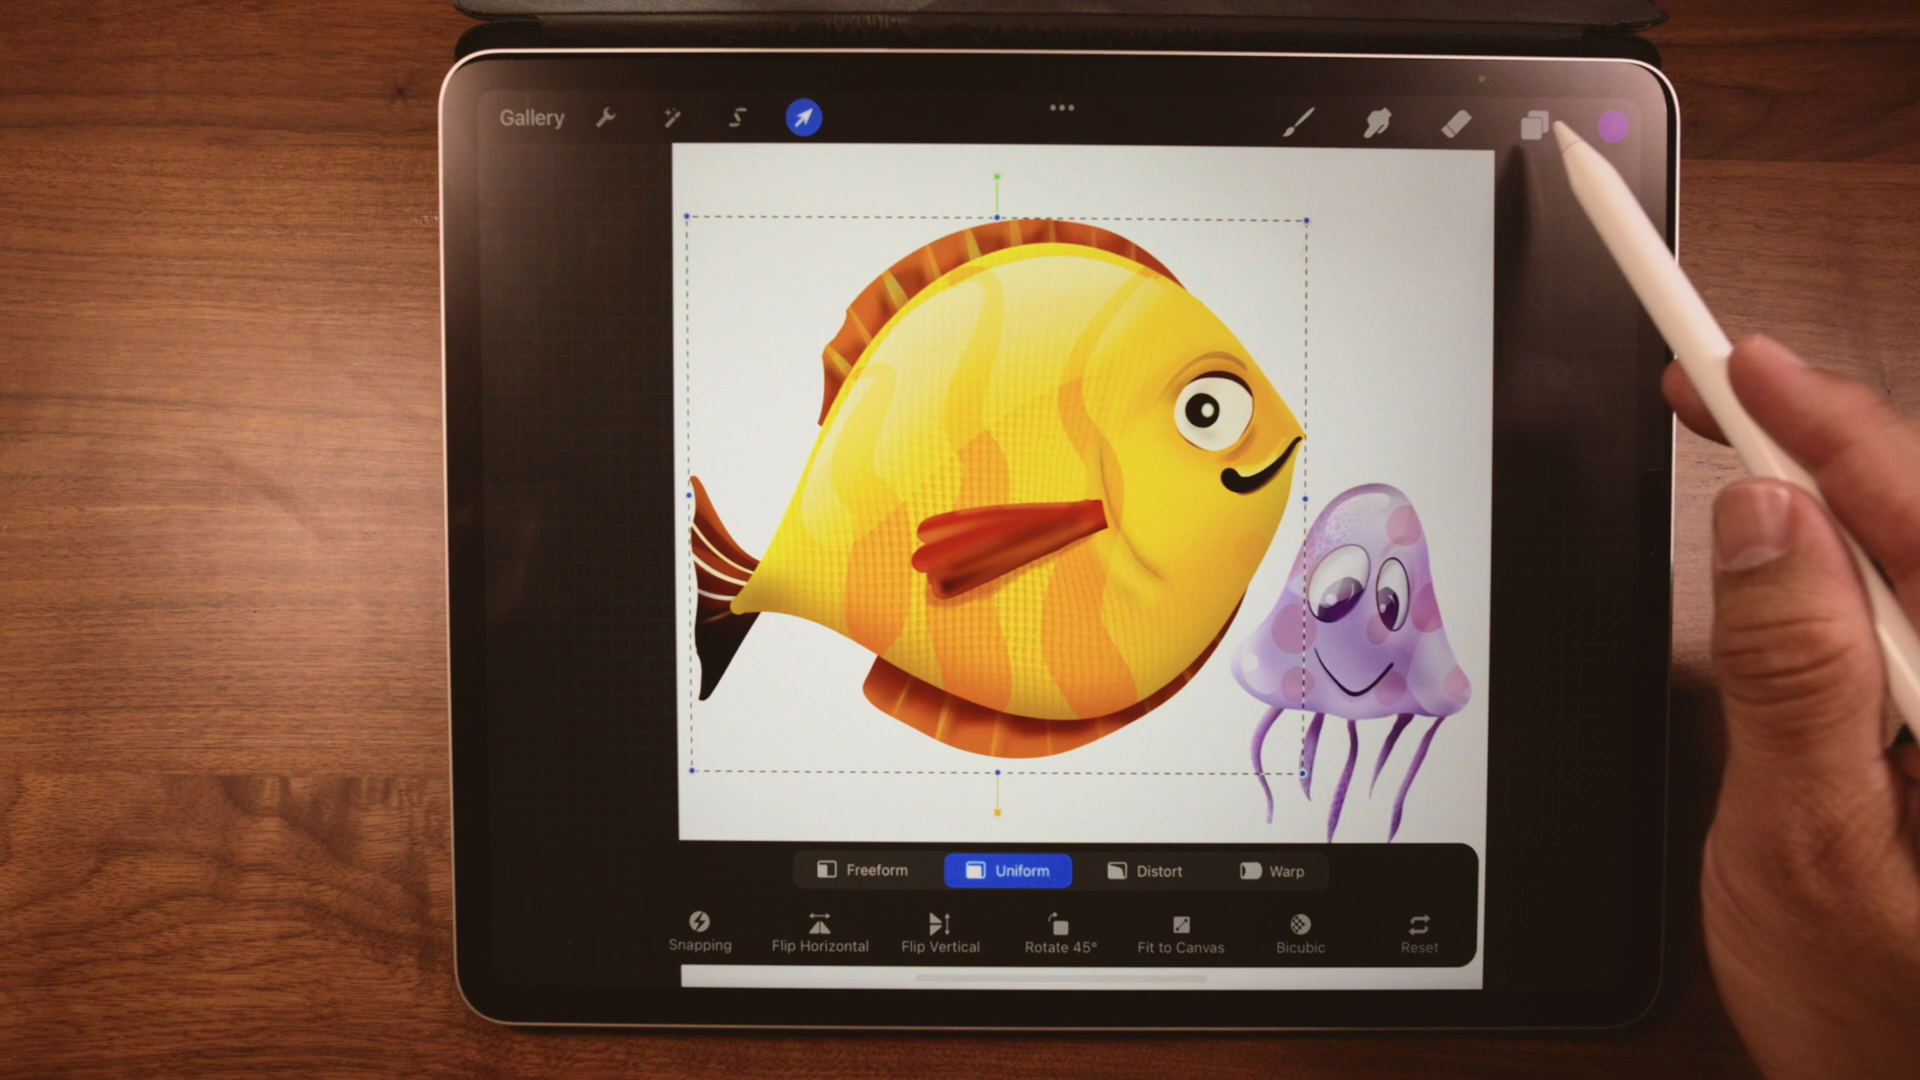 Gallery
Freeform Uniform Distort Warp
Snapping Flip Horizontal Flip Vertical Rotate 45° Fit to Canvas Bicubic Reset